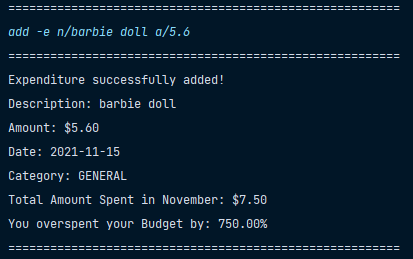 ========================================================
add -e n/barbie doll a/5.6
========================================================
Expenditure successfully added!
Description: barbie doll
Amount: $5.60
Date: 2021-11-15
Category: GENERAL
Total Amount Spent in November: $7.50
You overspent your Budget by: 750.00%
========================================================